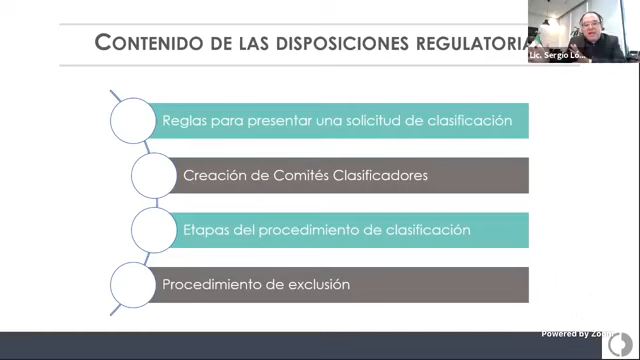 CONTENIDO DE LAS DISPOSICIONES REGULATORIA
Lic. Sergio Ló...
Reglas para presentar una solicitud de clasificación
Creación de Comités Clasificadores
Etapas del procedimiento de clasificación
Procedimiento de exclusión
Powered by Zoom